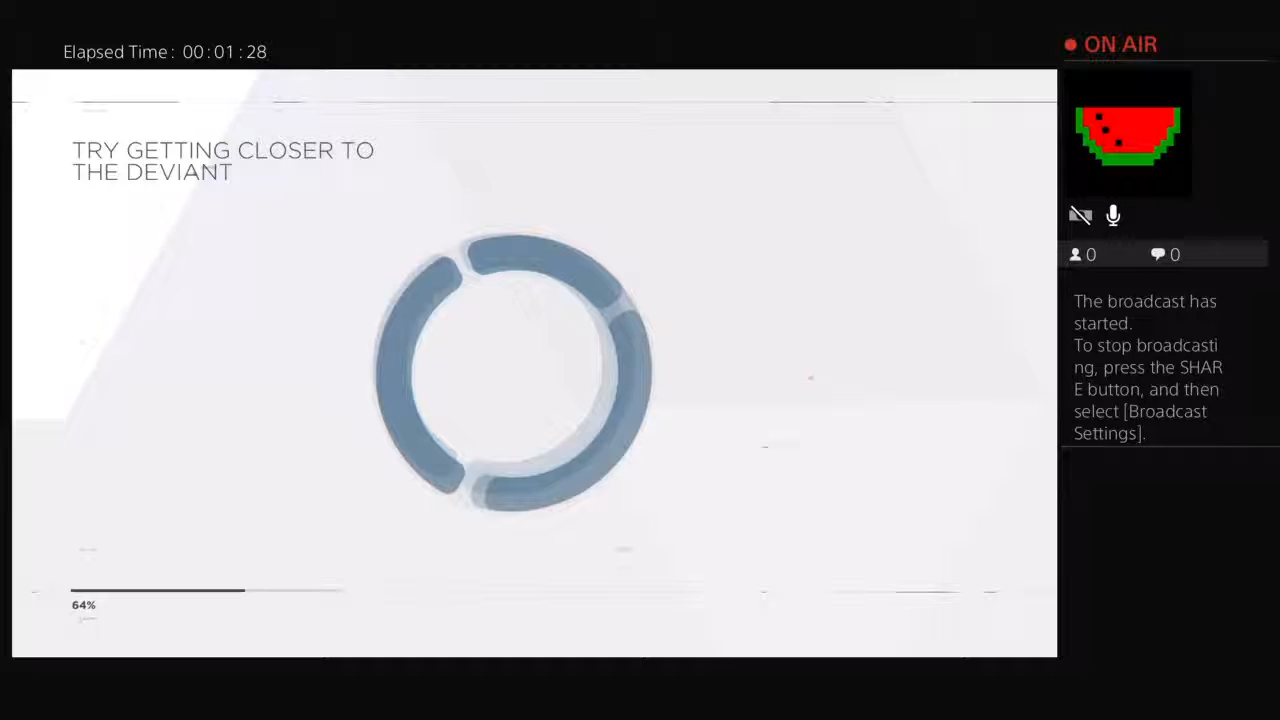 Elapsed Time: 00:01:28
ON AIR
TRY GETTING CLOSER TO
THE DEVIANT
0
0
The broadcast has
started.
To stop broadcasti
ng, press the SHAR
E button, and then
select [Broadcast
Settings].
64%